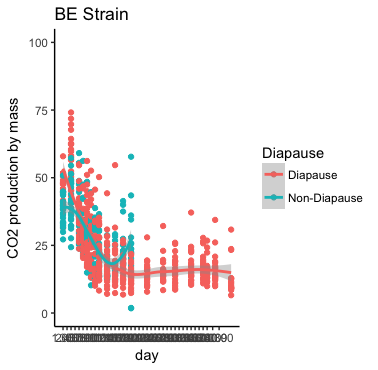 BE Strain
100
75
50
25
0
CO2 production by mass
day
Diapause
Diapause
Non-Diapause